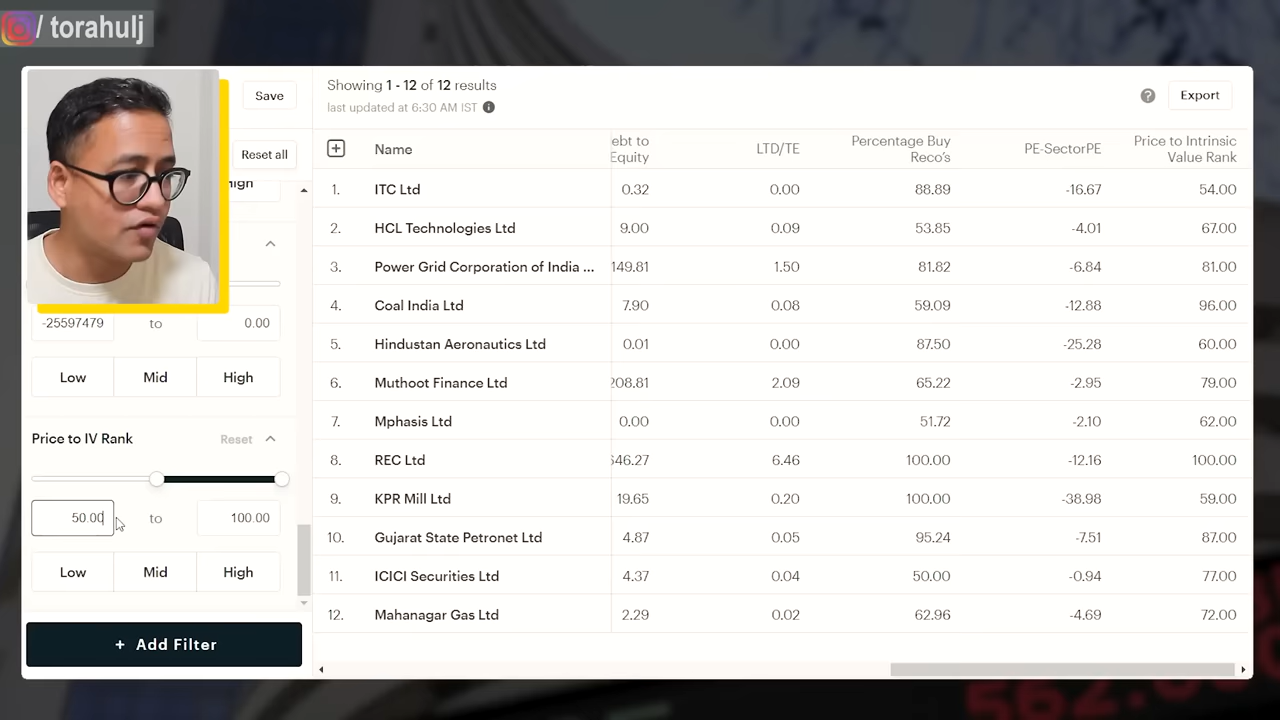 / torahulj
Save
Reset all
High
-25597479 to 0.00
Low Mid High
Price to IV Rank Reset
50.00 to 100.00
Low Mid High
+ Add Filter
Showing 1 - 12 of 12 results
last updated at 6:30 AM IST
? Export
Name ebt to Equity LTD/TE Percentage Buy Reco's PE-SectorPE Price to Intrinsic Value Rank
1. ITC Ltd 0.32 0.00 88.89 -16.67 54.00
2. HCL Technologies Ltd 9.00 0.09 53.85 -4.01 67.00
3. Power Grid Corporation of India ... 149.81 1.50 81.82 -6.84 81.00
4. Coal India Ltd 7.90 0.08 59.09 -12.88 96.00
5. Hindustan Aeronautics Ltd 0.01 0.00 87.50 -25.28 60.00
6. Muthoot Finance Ltd 208.81 2.09 65.22 -2.95 79.00
7. Mphasis Ltd 0.00 0.00 51.72 -2.10 62.00
8. REC Ltd 646.27 6.46 100.00 -12.16 100.00
9. KPR Mill Ltd 19.65 0.20 100.00 -38.98 59.00
10. Gujarat State Petronet Ltd 4.87 0.05 95.24 -7.51 87.00
11. ICICI Securities Ltd 4.37 0.04 50.00 -0.94 77.00
12. Mahanagar Gas Ltd 2.29 0.02 62.96 -4.69 72.00